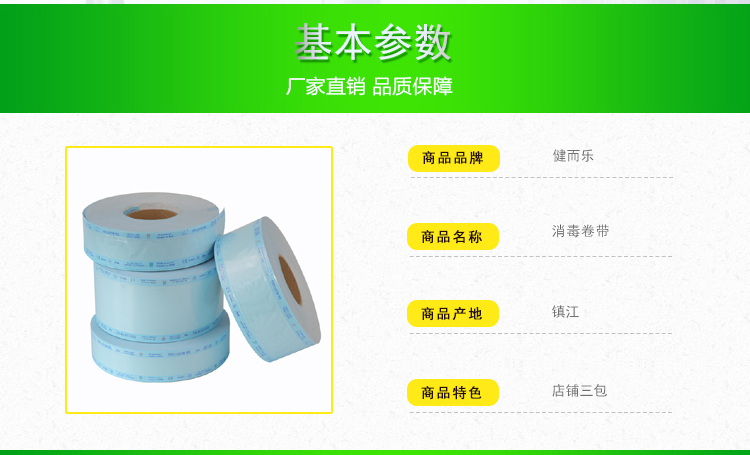 基本参数
厂家直销 品质保障
商品品牌 健而乐
商品名称 消毒卷带
商品产地 镇江
商品特色 店铺三包